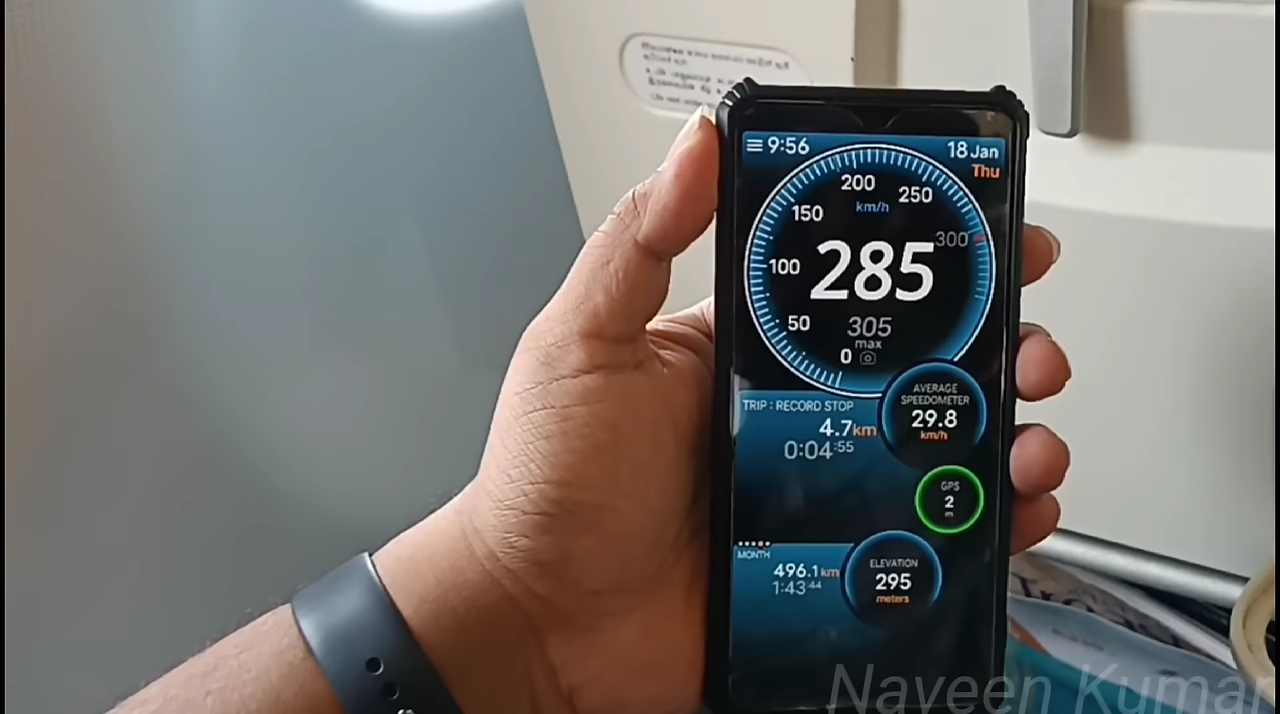 9:56
18 Jan
Thu
200
250
150
km/h
300
100
285
50
305
max
0
AVERAGE
SPEEDOMETER
29.8
km/h
TRIP : RECORD STOP
4.7km
0:04:55
GPS
2
m
MONTH
496.1km
1:43:44
ELEVATION
295
meters
Naveen Kumar